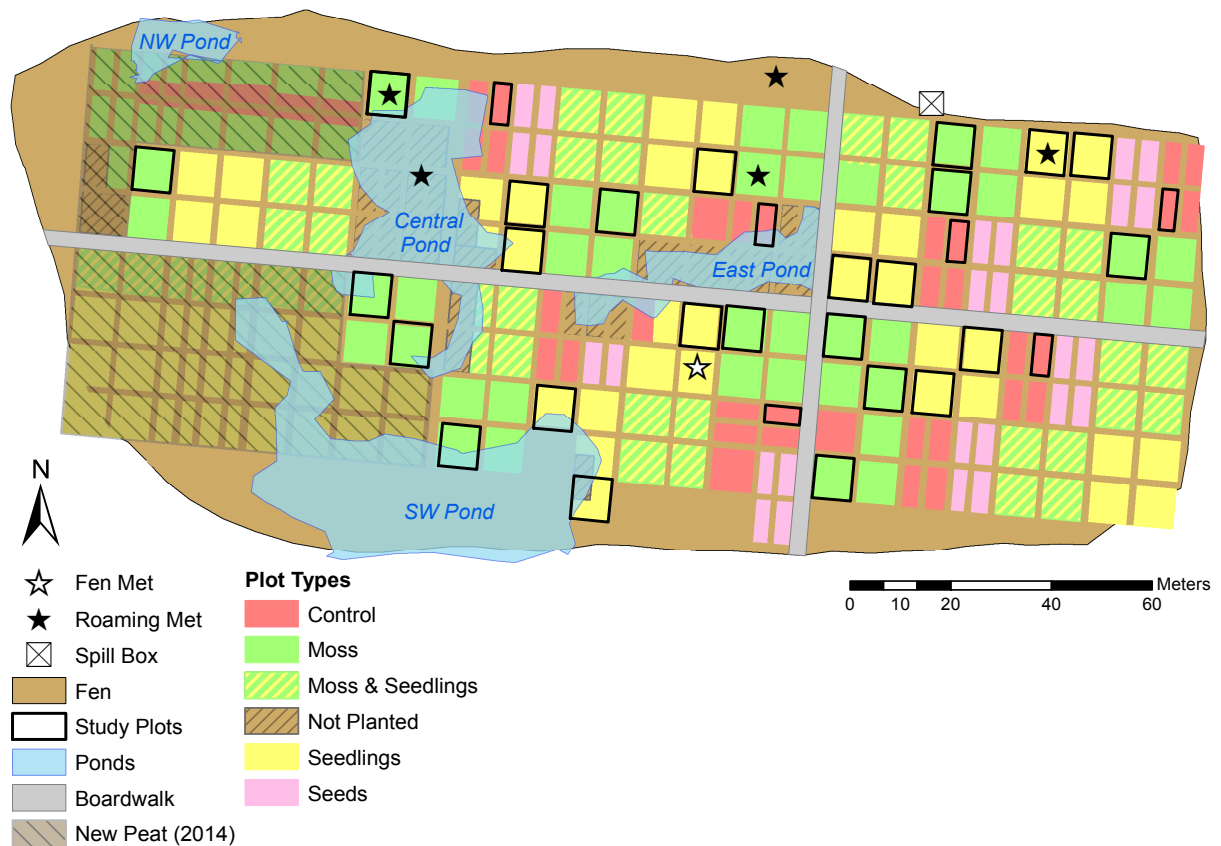 NW Pond
Central
Pond
East Pond
SW Pond
N
Fen Met
Roaming Met
Spill Box
Fen
Study Plots
Ponds
Boardwalk
New Peat (2014)
Plot Types
Control
Moss
Moss & Seedlings
Not Planted
Seedlings
Seeds
Meters
0 10 20 40 60